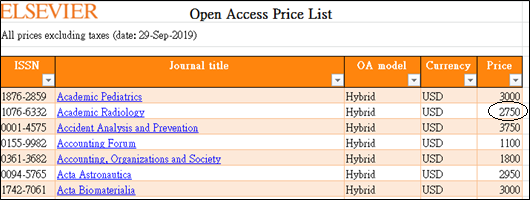 ELSEVIER
Open Access Price List
All prices excluding taxes (date: 29-Sep-2019)
ISSN Journal title OA model Currency Price
1876-2859 Academic Pediatrics Hybrid USD 3000
1076-6332 Academic Radiology Hybrid USD 2750
0001-4575 Accident Analysis and Prevention Hybrid USD 3750
0155-9982 Accounting Forum Hybrid USD 1100
0361-3682 Accounting, Organizations and Society Hybrid USD 1800
0094-5765 Acta Astronautica Hybrid USD 2950
1742-7061 Acta Biomaterialia Hybrid USD 3000